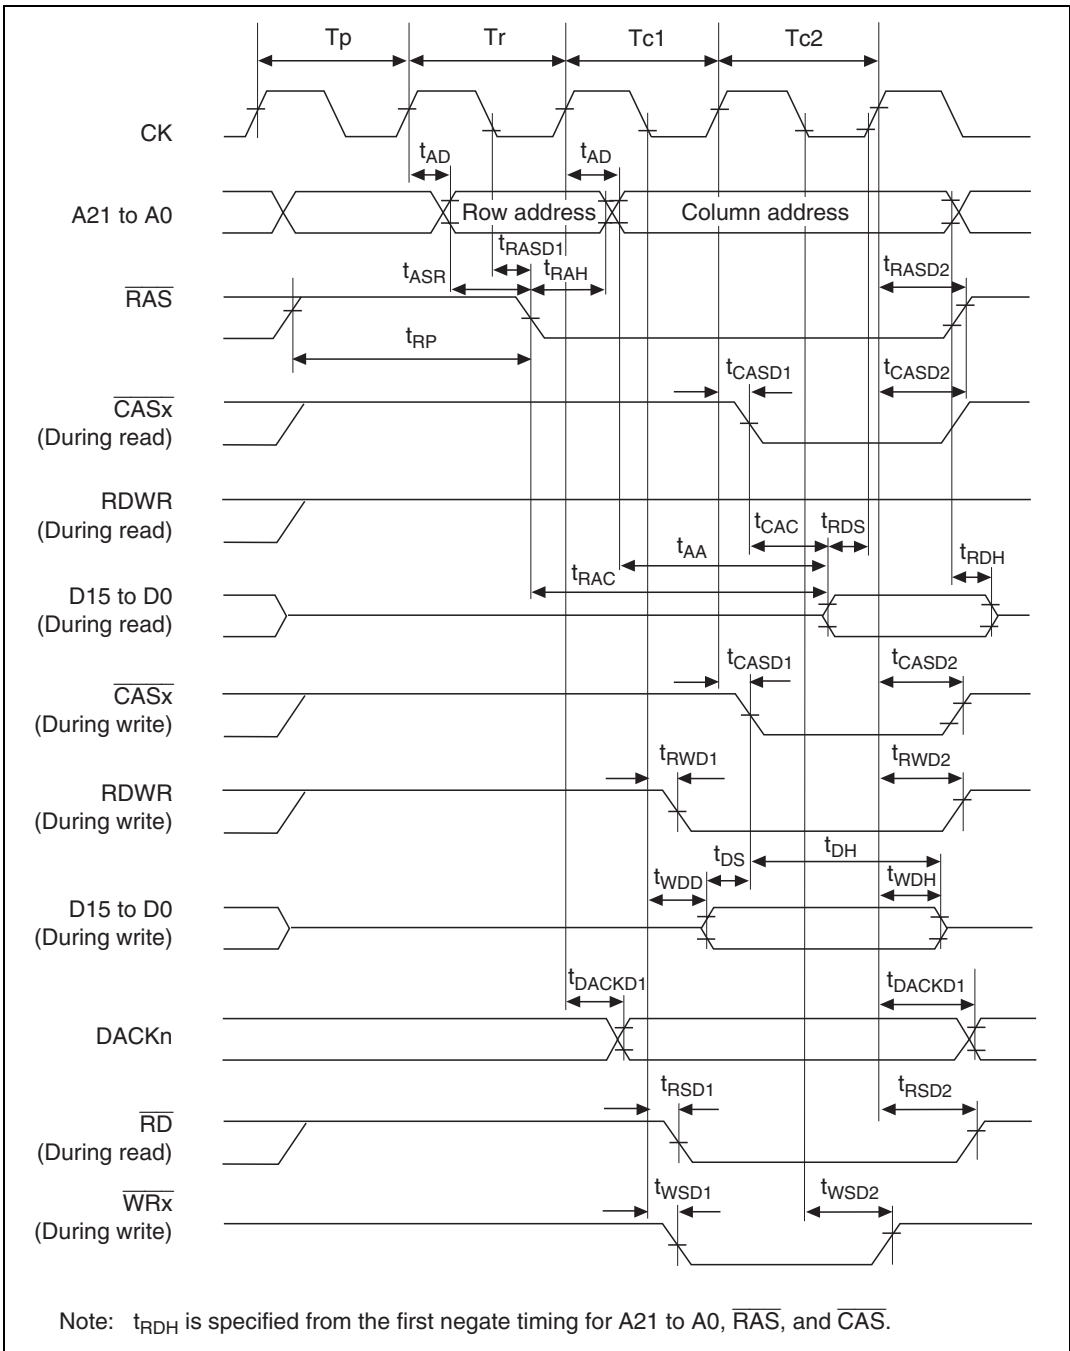 Tp Tr Tc1 Tc2
CK
tAD tAD
A21 to A0 Row address Column address
tRASD1
tASR tRAH tRASD2
RAS
tRP
tCASD1 tCASD2
CASx
(During read)
RDWR
(During read)
tCAC tRDS
tAA tRDH
tRAC
D15 to D0
(During read)
tCASD1 tCASD2
CASx
(During write)
tRWD1 tRWD2
RDWR
(During write)
tDS tDH
tWDD tWDH
D15 to D0
(During write)
tDACKD1 tDACKD1
DACKn
tRSD1 tRSD2
RD
(During read)
tWSD1 tWSD2
WRx
(During write)
Note: tRDH is specified from the first negate timing for A21 to A0, RAS, and CAS.